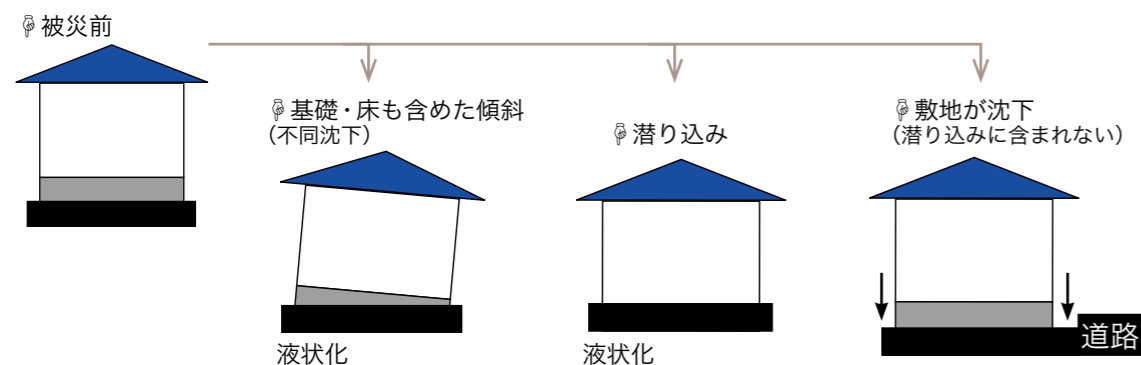 ☟被災前
☟基礎・床も含めた傾斜
（不同沈下）
☟潜り込み
☟敷地が沈下
（潜り込みに含まれない）
道路
液状化
液状化